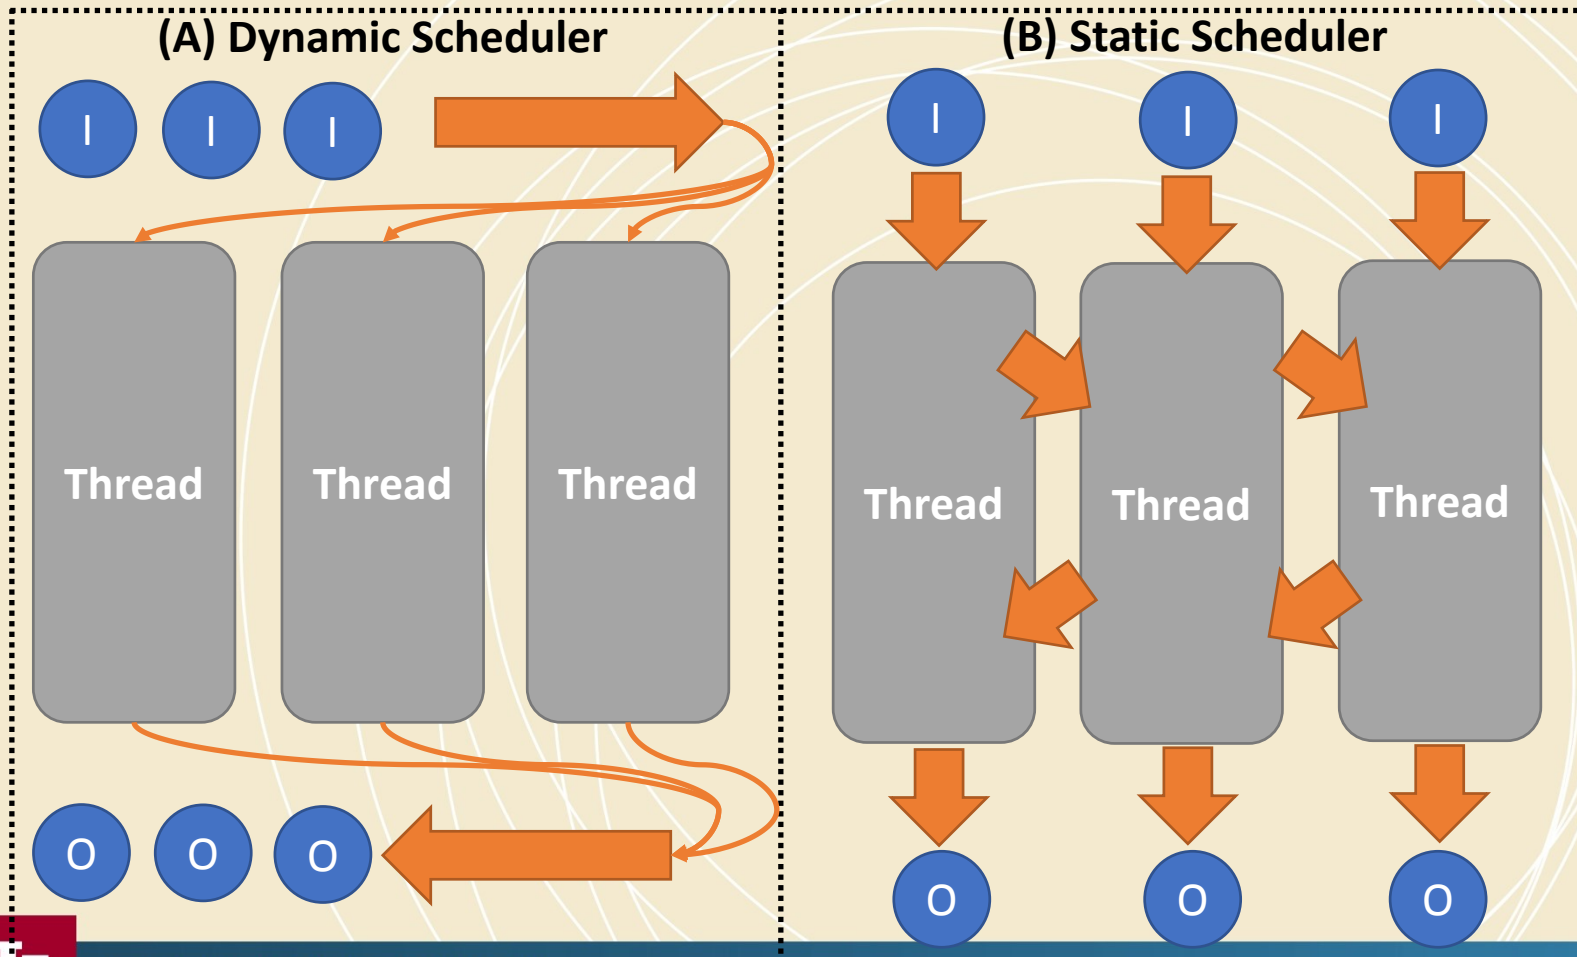 (A) Dynamic Scheduler
I I I
Thread Thread Thread
O O O
(B) Static Scheduler
I I I
Thread Thread Thread
O O O